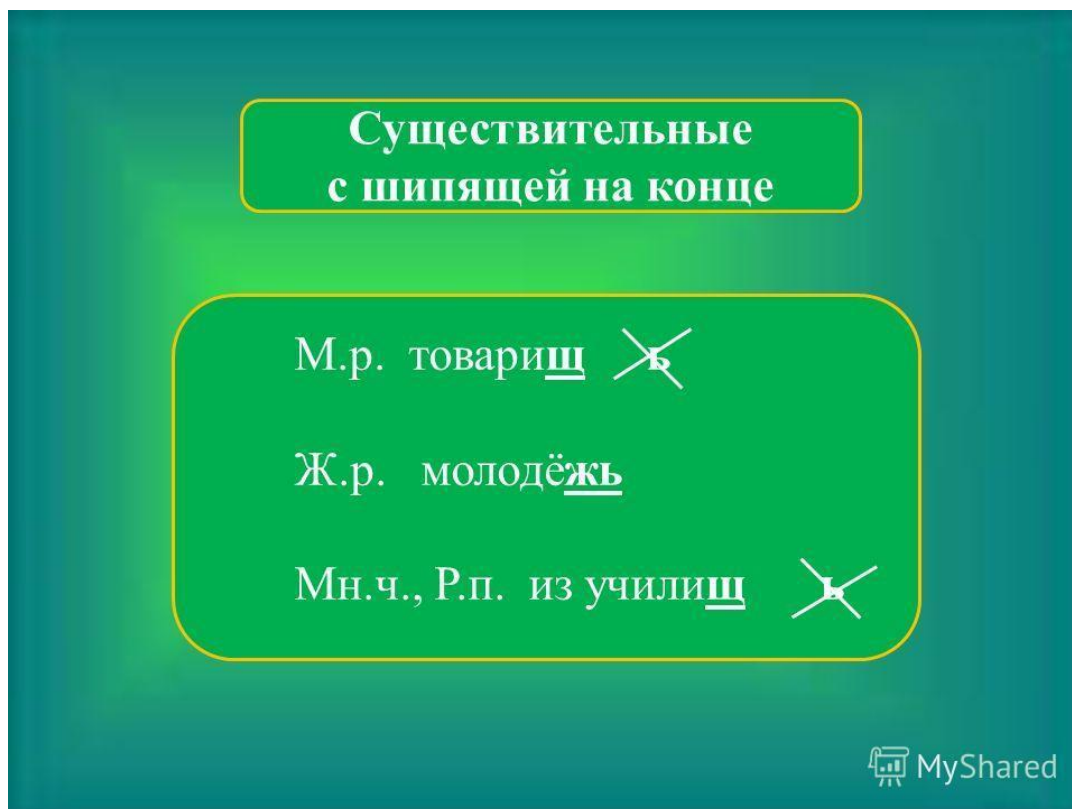 Существительные
с шипящей на конце
М.р. товарищ ь
Ж.р. молодёжь
Мн.ч., Р.п. из училищ ь
MyShared